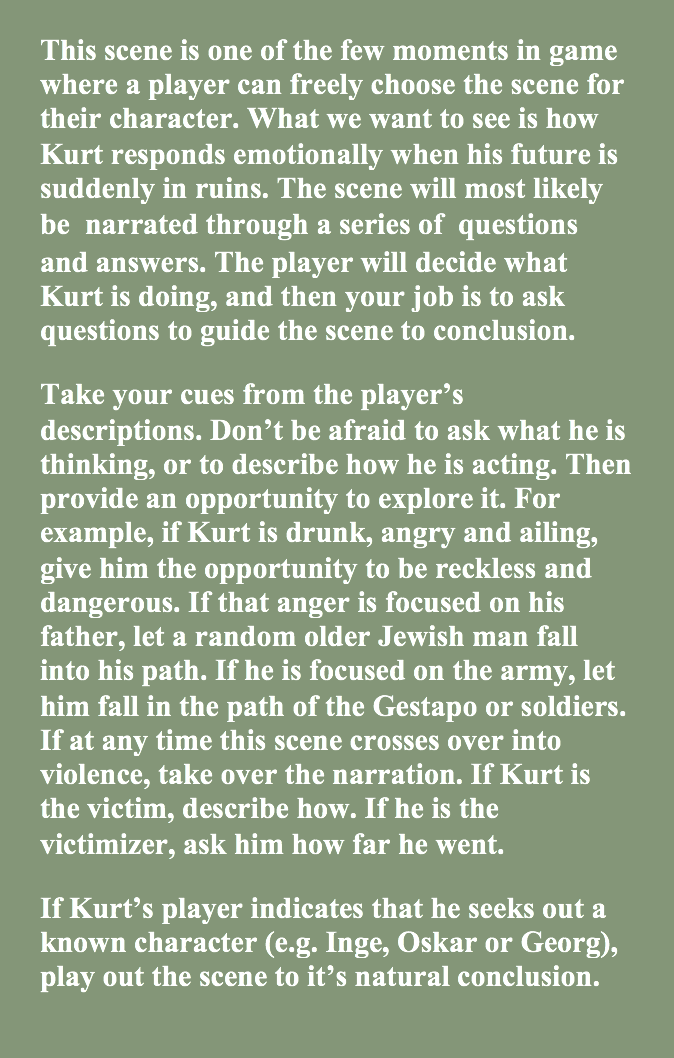 This scene is one of the few moments in game
where a player can freely choose the scene for
their character. What we want to see is how
Kurt responds emotionally when his future is
suddenly in ruins. The scene will most likely
be  narrated through a series of  questions
and answers. The player will decide what
Kurt is doing, and then your job is to ask
questions to guide the scene to conclusion.
Take your cues from the player’s
descriptions. Don’t be afraid to ask what he is
thinking, or to describe how he is acting. Then
provide an opportunity to explore it. For
example, if Kurt is drunk, angry and ailing,
give him the opportunity to be reckless and
dangerous. If that anger is focused on his
father, let a random older Jewish man fall
into his path. If he is focused on the army, let
him fall in the path of the Gestapo or soldiers.
If at any time this scene crosses over into
violence, take over the narration. If Kurt is
the victim, describe how. If he is the
victimizer, ask him how far he went.
If Kurt’s player indicates that he seeks out a
known character (e.g. Inge, Oskar or Georg),
play out the scene to it’s natural conclusion.